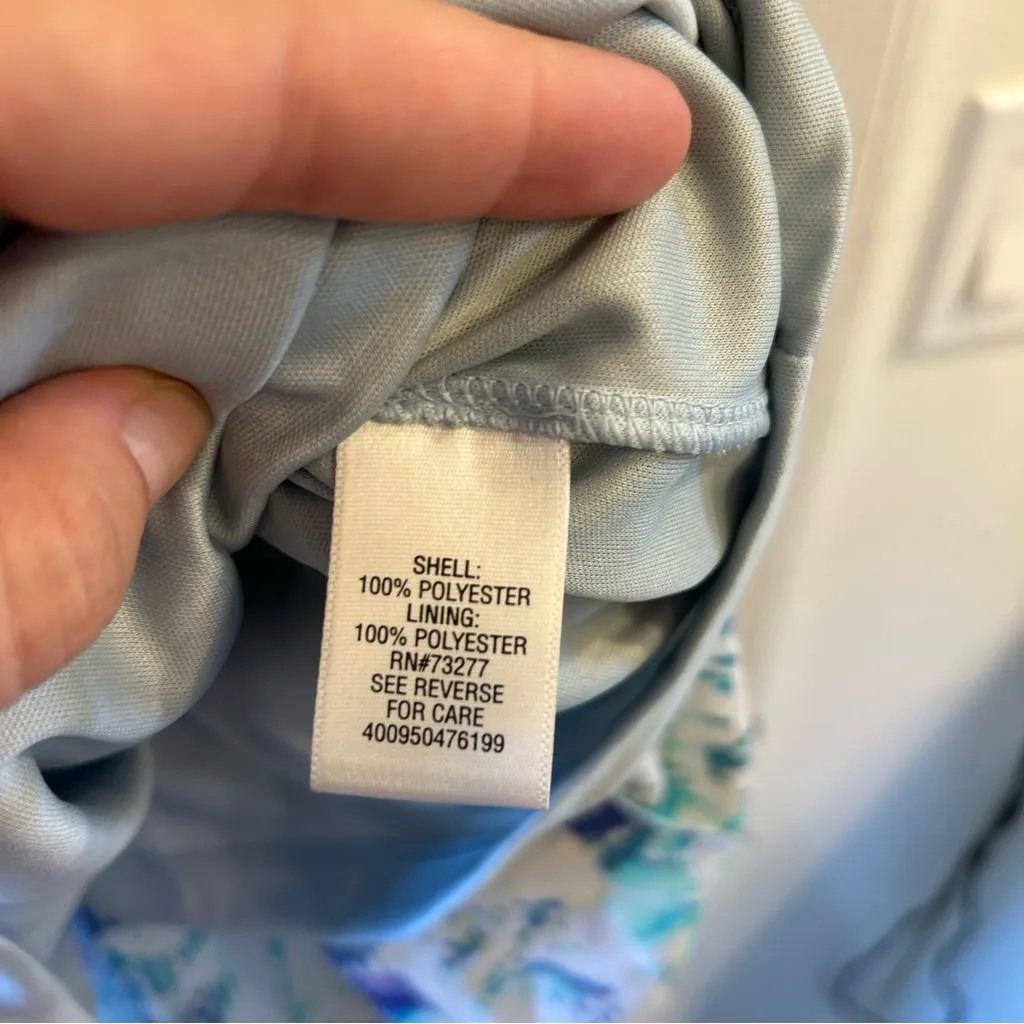 SHELL:
100% POLYESTER
LINING:
100% POLYESTER
RN#73277
SEE REVERSE
FOR CARE
400950476199